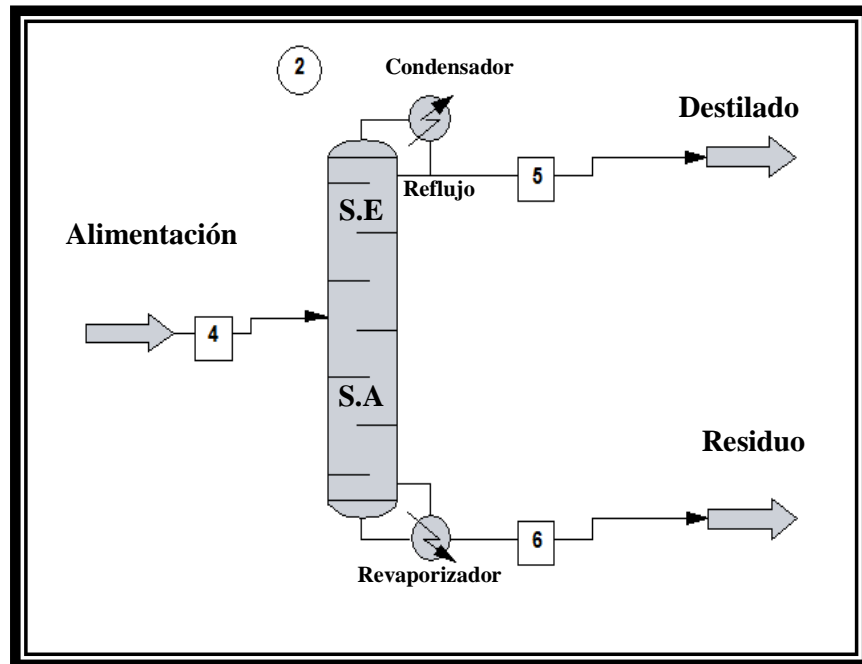 2
Condensador
Destilado
5
Reflujo
S.E
Alimentación
4
S.A
Residuo
6
Revaporizador